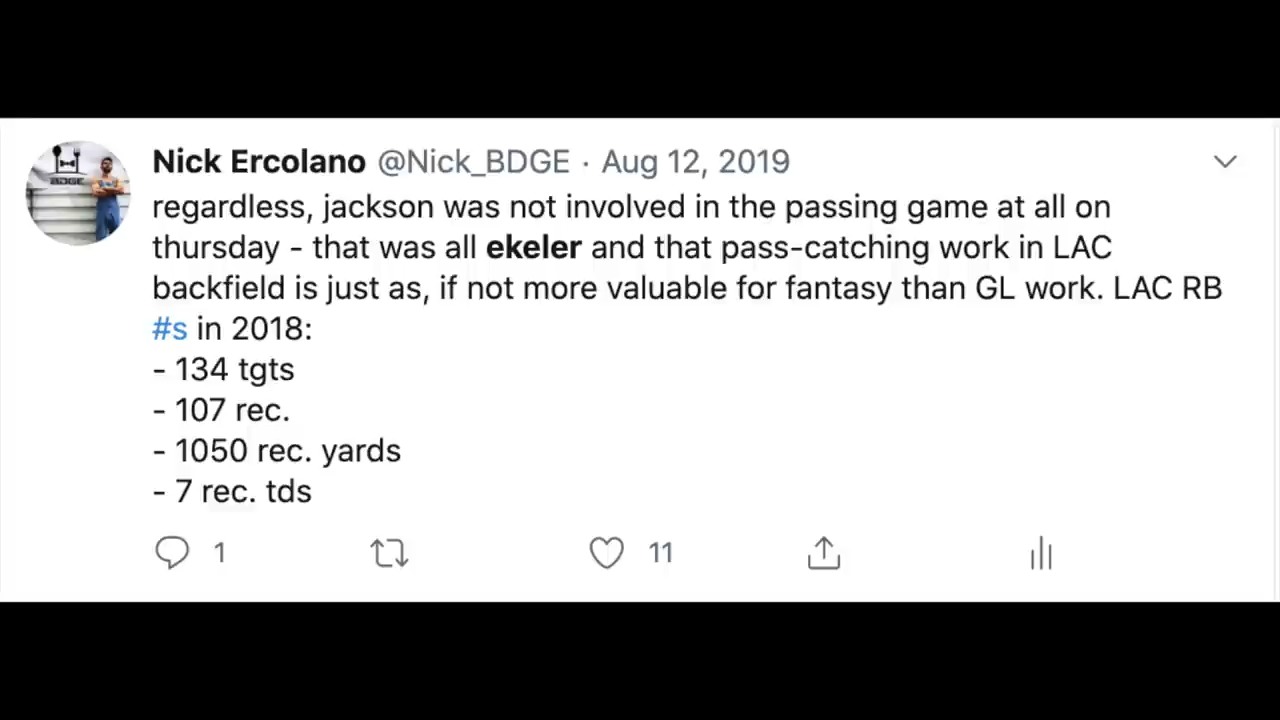 Nick Ercolano @Nick_BDGE · Aug 12, 2019
regardless, jackson was not involved in the passing game at all on
thursday - that was all ekeler and that pass-catching work in LAC
backfield is just as, if not more valuable for fantasy than GL work. LAC RB
#s in 2018:
- 134 tgts
- 107 rec.
- 1050 rec. yards
- 7 rec. tds
1 11
BDGE